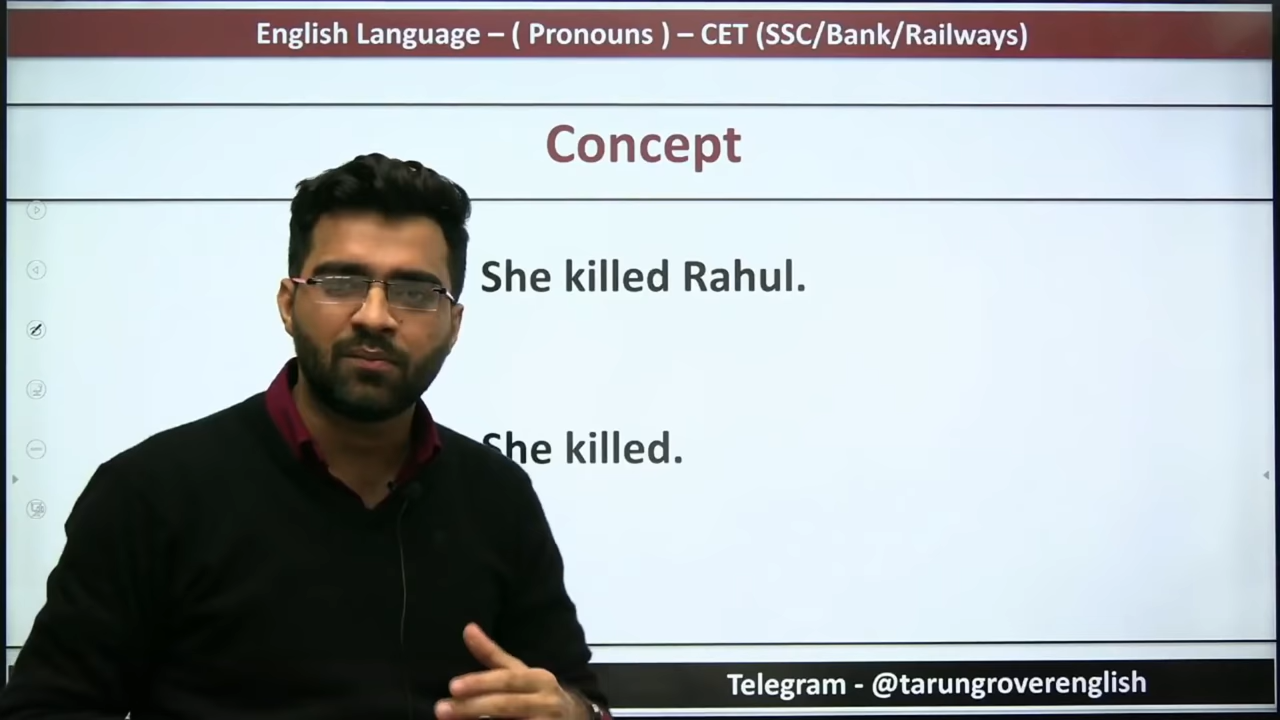 English Language – ( Pronouns ) – CET (SSC/Bank/Railways)
Concept
She killed Rahul.
She killed.
Telegram - @tarungroverenglish